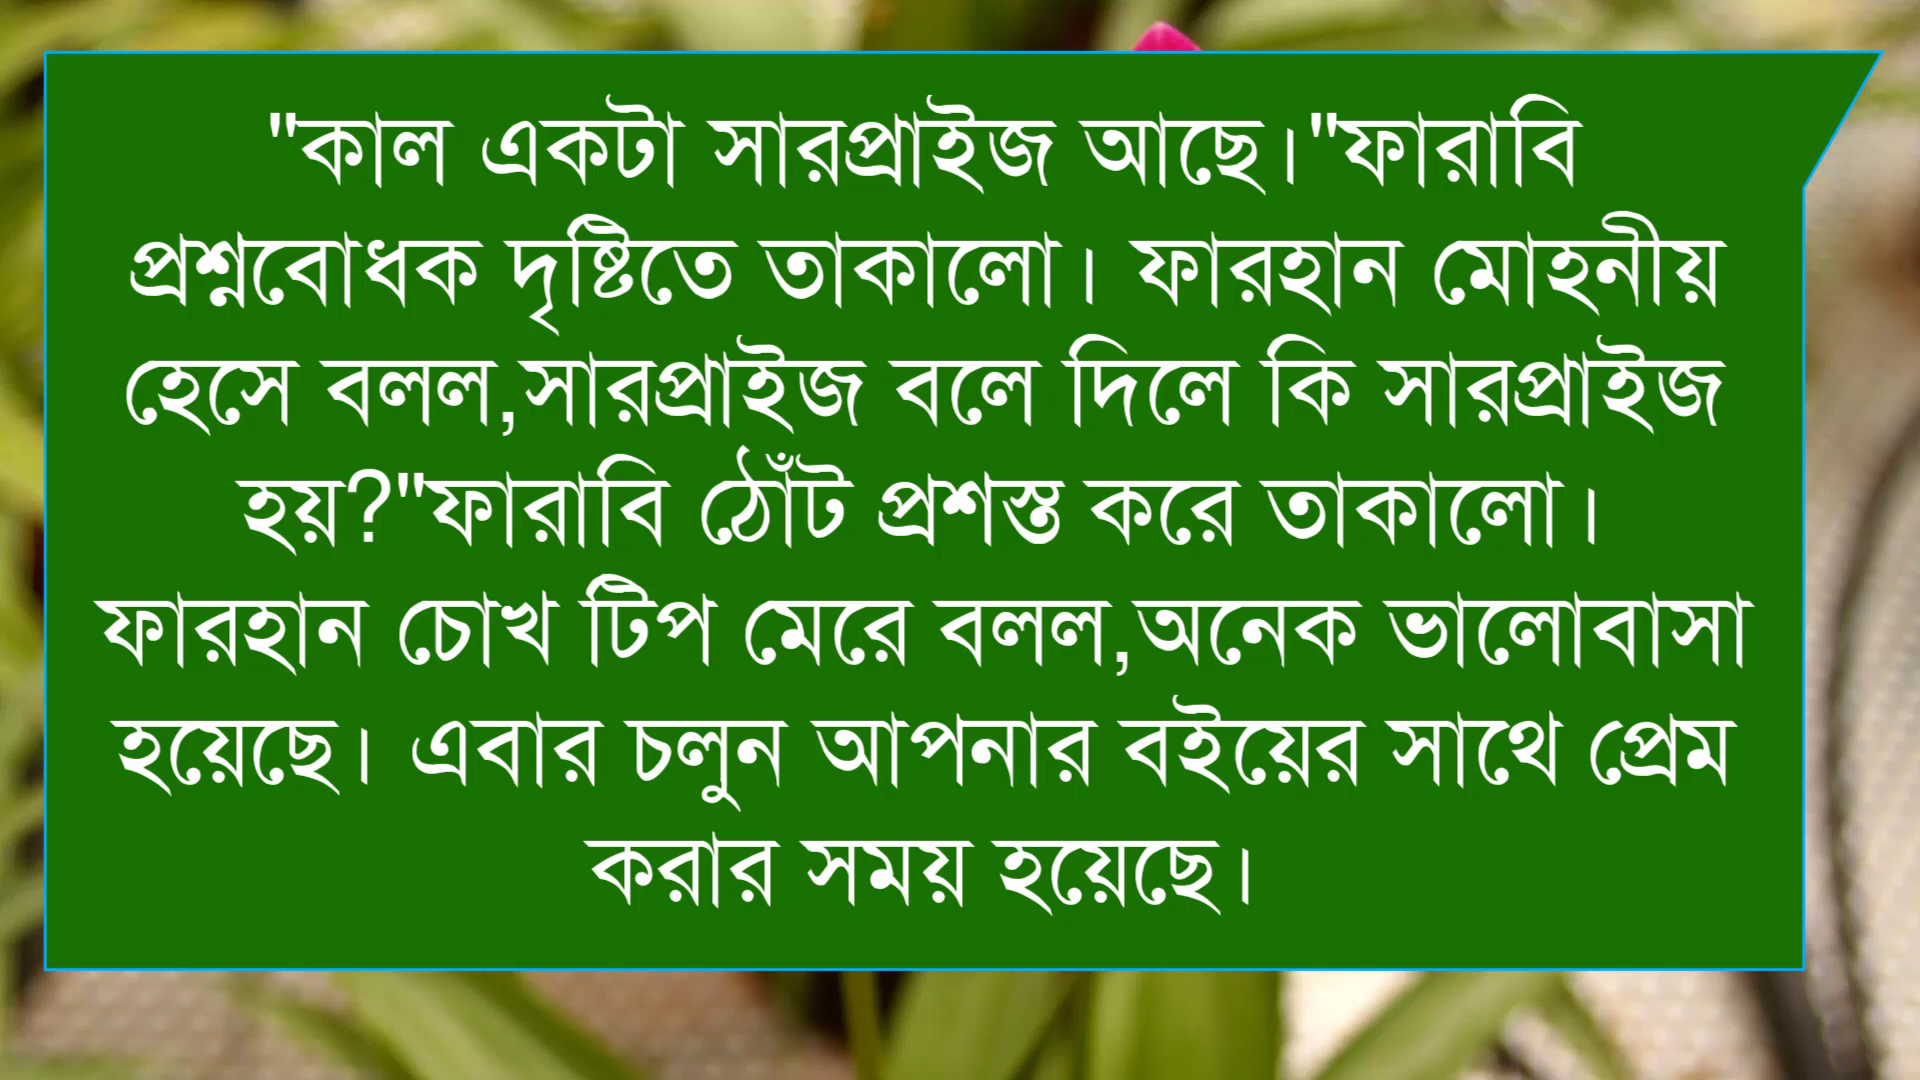 "কাল একটা সারপ্রাইজ আছে।"ফারাবি
প্রশ্নবোধক দৃষ্টিতে তাকালো। ফারহান মোহনীয়
হেসে বলল,সারপ্রাইজ বলে দিলে কি সারপ্রাইজ
হয়?"ফারাবি ঠোঁট প্রশস্ত করে তাকালো।
ফারহান চোখ টিপ মেরে বলল,অনেক ভালোবাসা
হয়েছে। এবার চলুন আপনার বইয়ের সাথে প্রেম
করার সময় হয়েছে।